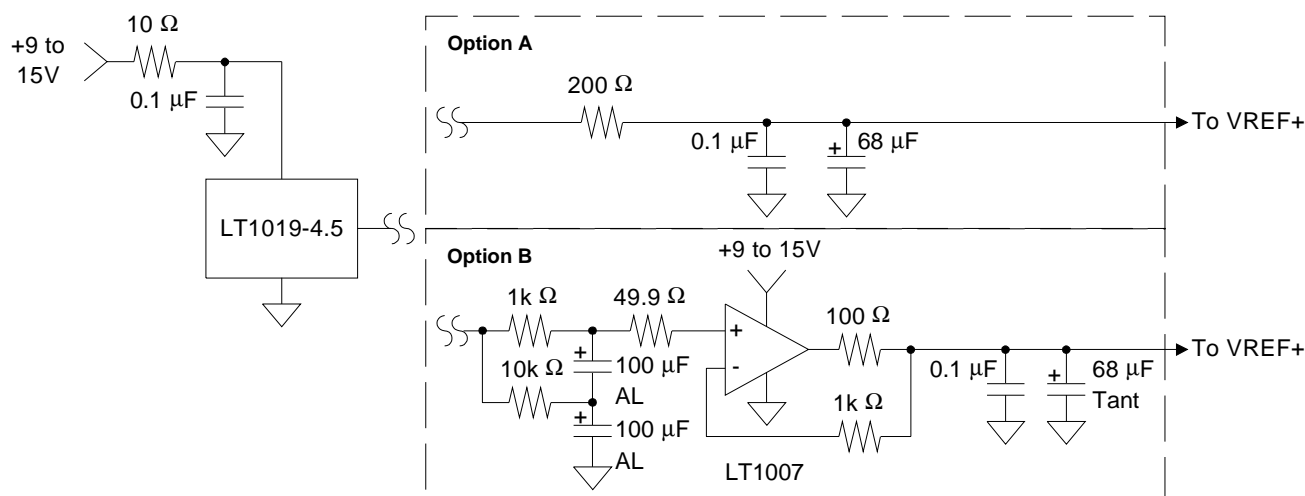 +9 to
15V
10 Ω
0.1 μF
LT1019-4.5
Option A
200 Ω
0.1 μF
+
68 μF
To VREF+
Option B
+9 to 15V
1k Ω
49.9 Ω
+
-
100 Ω
To VREF+
+
100 μF
AL
10k Ω
+
100 μF
AL
1k Ω
LT1007
0.1 μF
+
68 μF
Tant